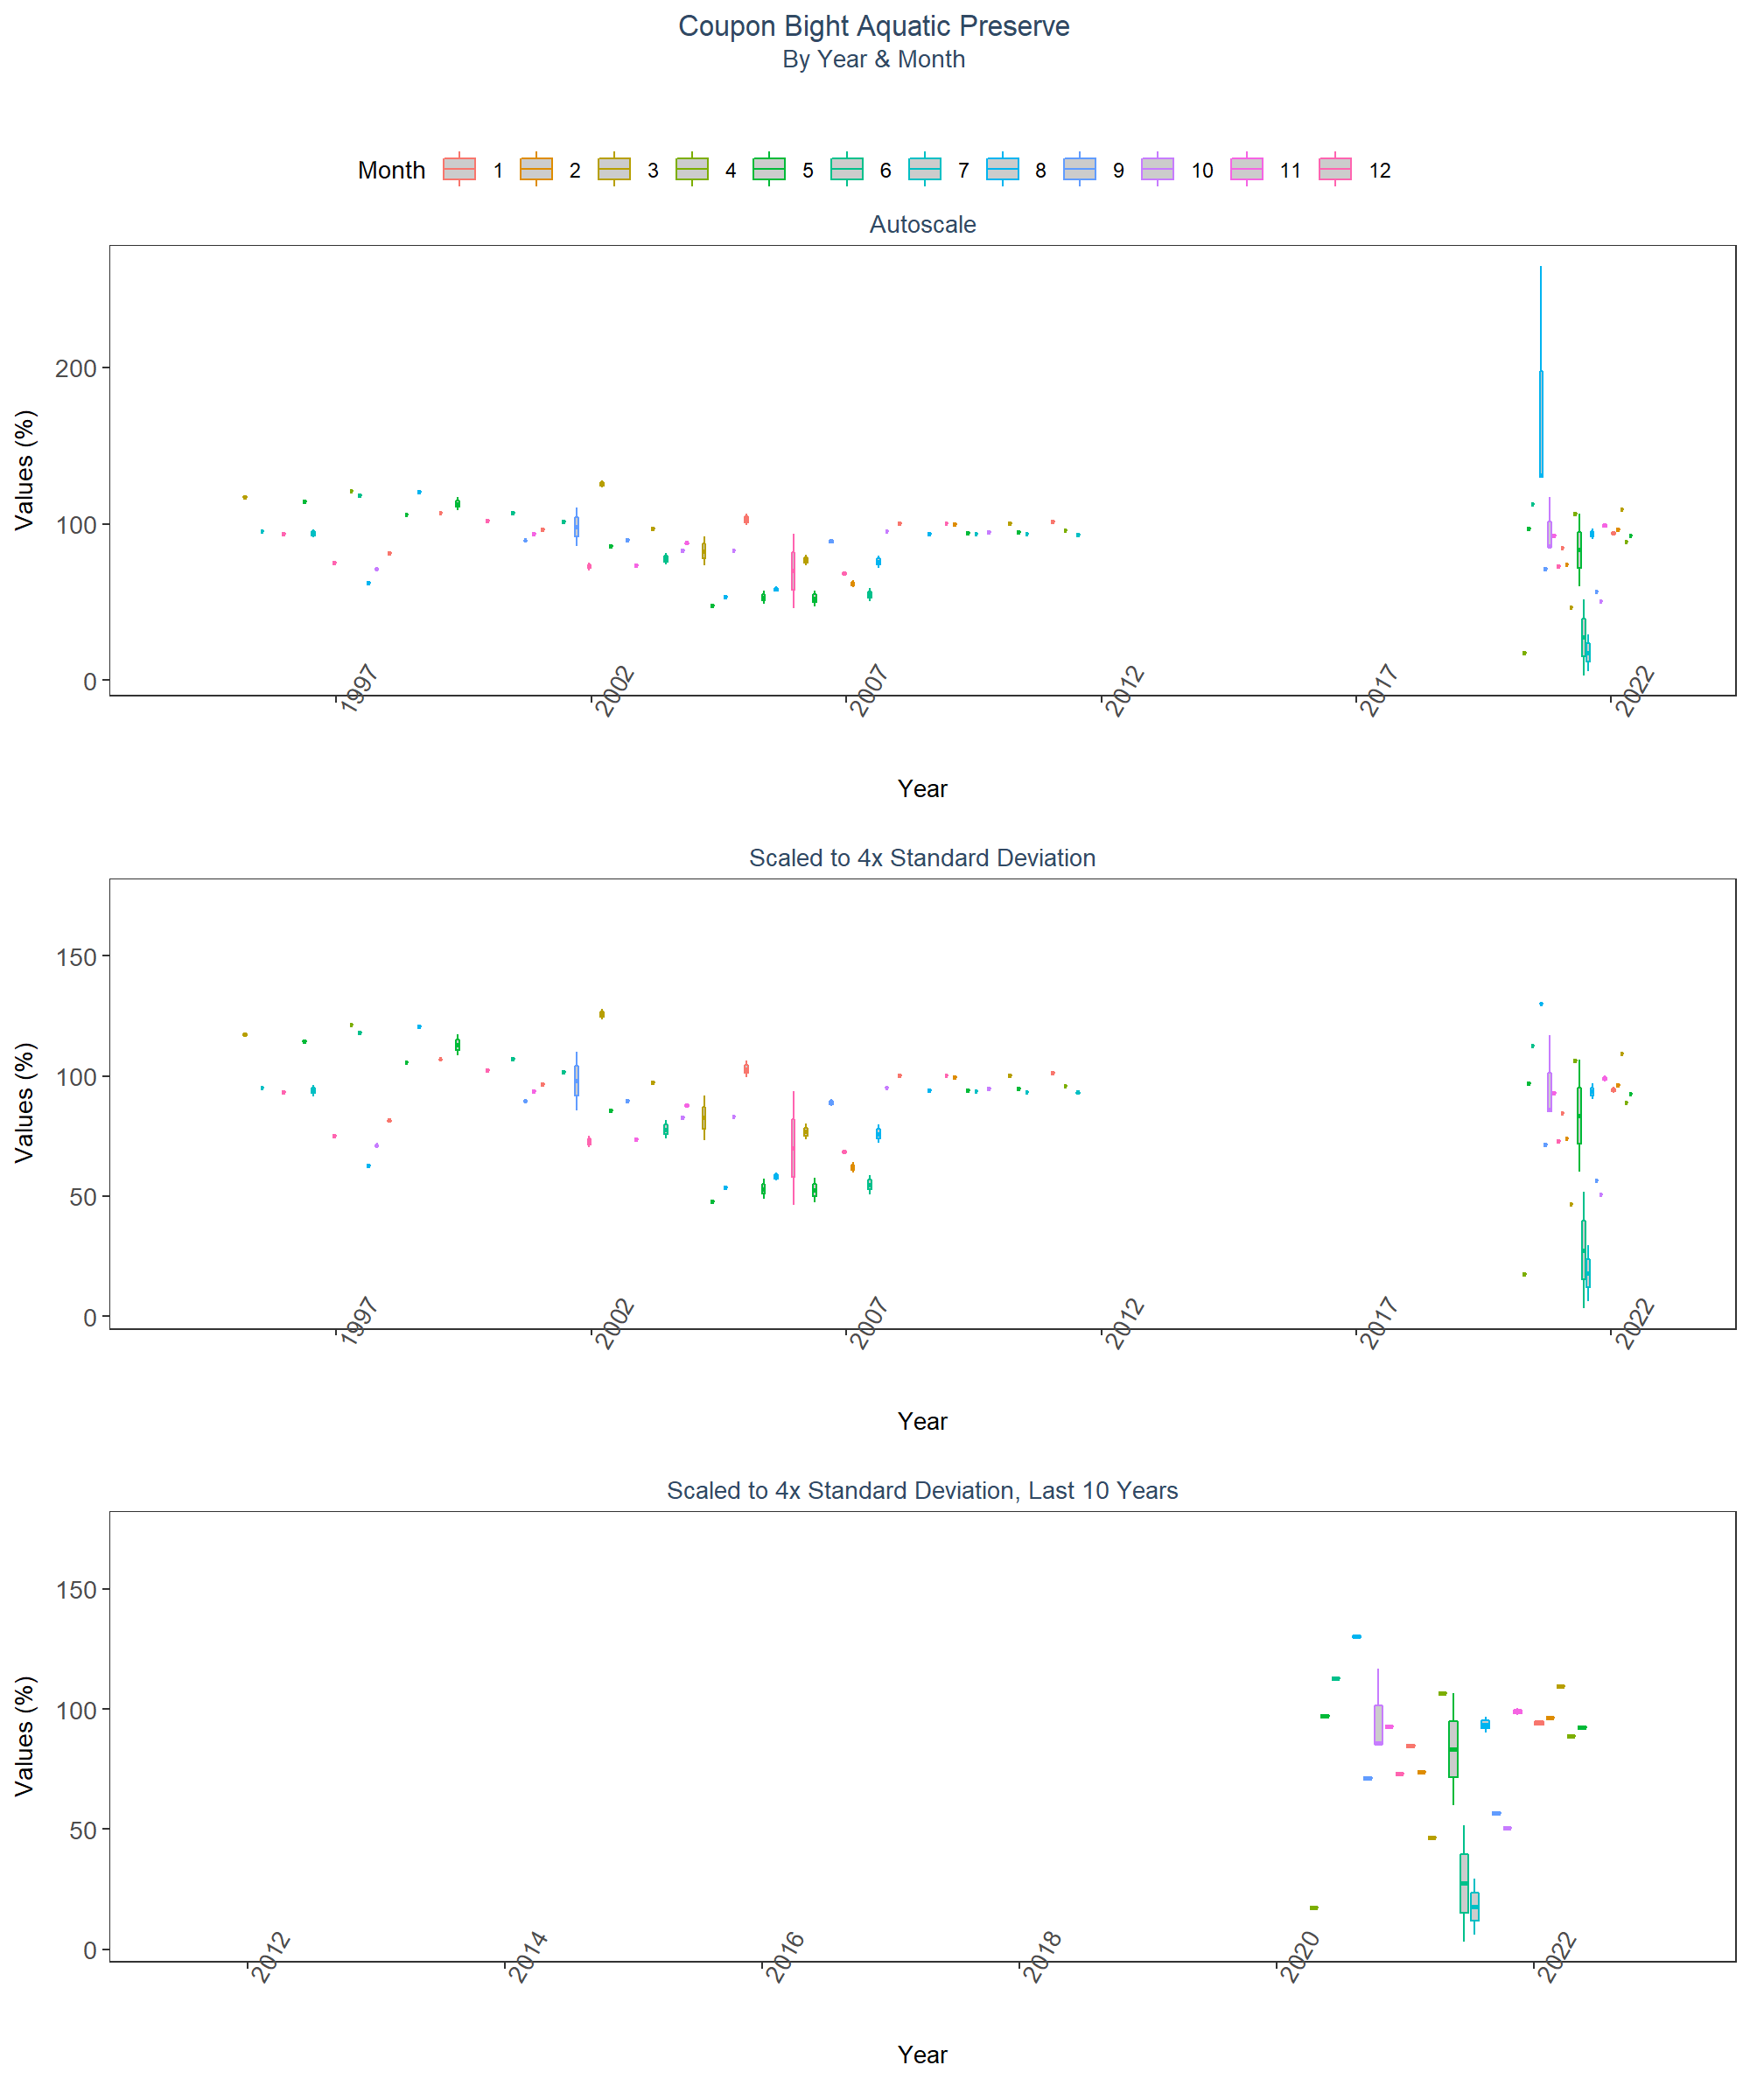 Coupon Bight Aquatic Preserve
By Year & Month
Month 1 2 3 4 5 6 7 8 9 10 11 12
Autoscale
Values (%)
200
100
0
1997 2002 2007 2012 2017 2022
Year
Scaled to 4x Standard Deviation
Values (%)
150
100
50
0
1997 2002 2007 2012 2017 2022
Year
Scaled to 4x Standard Deviation, Last 10 Years
Values (%)
150
100
50
0
2012 2014 2016 2018 2020 2022
Year